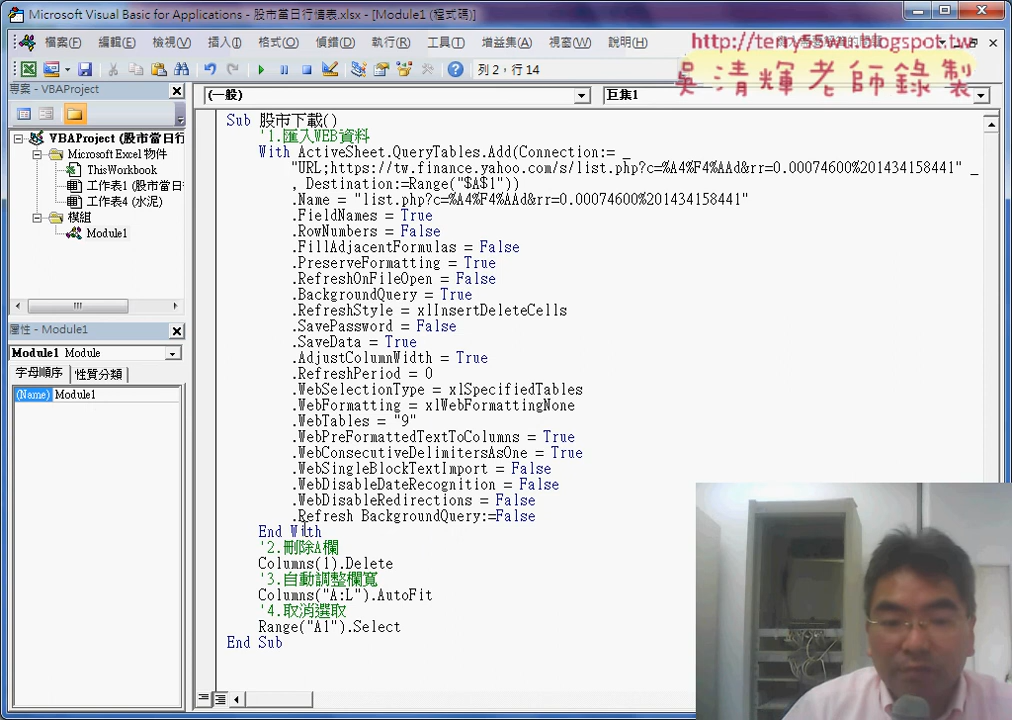 Microsoft Visual Basic for Applications - 股市當日行情表.xlsx - [Module1 (程式碼)]
檔案(F) 編輯(E) 檢視(V) 插入(I) 格式(O) 偵錯(D) 執行(R) 工具(T) 增益集(A) 視窗(W) 說明(H)
http://terry55wu.blogspot.tw
吳清輝老師錄製
列 2，行 14
專案 - VBAProject
(一般)
巨集1
VBAProject (股市當日行
Microsoft Excel 物件
ThisWorkbook
工作表1 (股市當日
工作表4 (水泥)
模組
Module1
屬性 - Module1
Module1 Module
字母順序 性質分類
(Name) Module1
Sub 股市下載()
'1.匯入WEB資料
With ActiveSheet.QueryTables.Add(Connection:= _
"URL;https://tw.finance.yahoo.com/s/list.php?c=%A4%F4%AAd&rr=0.00074600%201434158441" _
, Destination:=Range("$A$1"))
.Name = "list.php?c=%A4%F4%AAd&rr=0.00074600%201434158441"
.FieldNames = True
.RowNumbers = False
.FillAdjacentFormulas = False
.PreserveFormatting = True
.RefreshOnFileOpen = False
.BackgroundQuery = True
.RefreshStyle = xlInsertDeleteCells
.SavePassword = False
.SaveData = True
.AdjustColumnWidth = True
.RefreshPeriod = 0
.WebSelectionType = xlSpecifiedTables
.WebFormatting = xlWebFormattingNone
.WebTables = "9"
.WebPreFormattedTextToColumns = True
.WebConsecutiveDelimitersAsOne = True
.WebSingleBlockTextImport = False
.WebDisableDateRecognition = False
.WebDisableRedirections = False
.Refresh BackgroundQuery:=False
End With
'2.刪除A欄
Columns(1).Delete
'3.自動調整欄寬
Columns("A:L").AutoFit
'4.取消選取
Range("A1").Select
End Sub